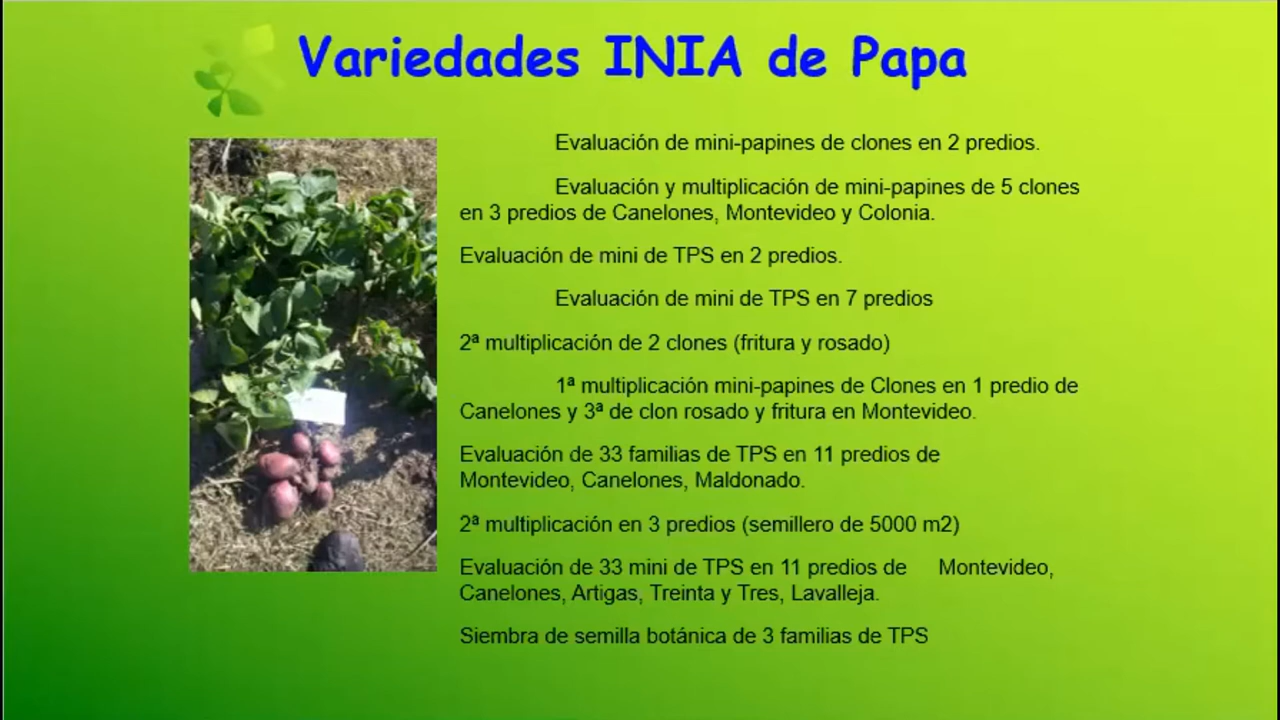 Variedades INIA de Papa
Evaluación de mini-papines de clones en 2 predios.
Evaluación y multiplicación de mini-papines de 5 clones
en 3 predios de Canelones, Montevideo y Colonia.
Evaluación de mini de TPS en 2 predios.
Evaluación de mini de TPS en 7 predios
2ª multiplicación de 2 clones (fritura y rosado)
1ª multiplicación mini-papines de Clones en 1 predio de
Canelones y 3ª de clon rosado y fritura en Montevideo.
Evaluación de 33 familias de TPS en 11 predios de
Montevideo, Canelones, Maldonado.
2ª multiplicación en 3 predios (semillero de 5000 m2)
Evaluación de 33 mini de TPS en 11 predios de Montevideo,
Canelones, Artigas, Treinta y Tres, Lavalleja.
Siembra de semilla botánica de 3 familias de TPS